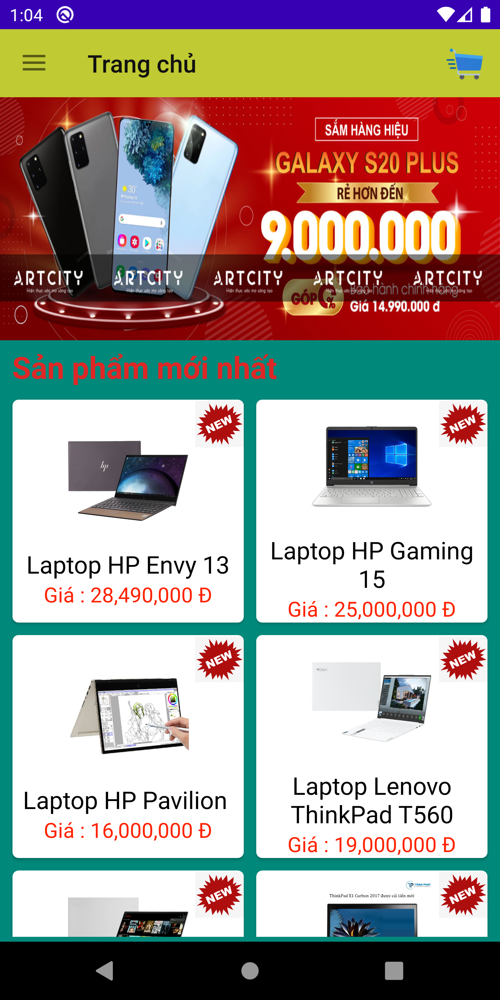 1:04
Trang chủ
SẮM HÀNG HIỆU
GALAXY S20 PLUS
RẺ HƠN ĐẾN
9.000.000
30°
Phường 10
ARTCITY ARTCITY ARTCITY ARTCITY ARTCITY
Hiện thực ước mơ sáng tạo Hiện thực ước mơ sáng tạo Hiện thực ước mơ sáng tạo Hiện thực ước mơ sáng tạo Hiện thực ước mơ sáng tạo
Bảo hành chính hãng
GÓP 0%
Giá 14.990.000 đ
Sản phẩm mới nhất
NEW
NEW
Laptop HP Envy 13
Giá : 28,490,000 Đ
Laptop HP Gaming
15
Giá : 25,000,000 Đ
NEW
YOGA
NEW
Laptop HP Pavilion
Giá : 16,000,000 Đ
Laptop Lenovo
ThinkPad T560
Giá : 19,000,000 Đ
NEW
TRAN PHAT
ThinkPad X1 Carbon 2017 được cải tiến mới
NEW